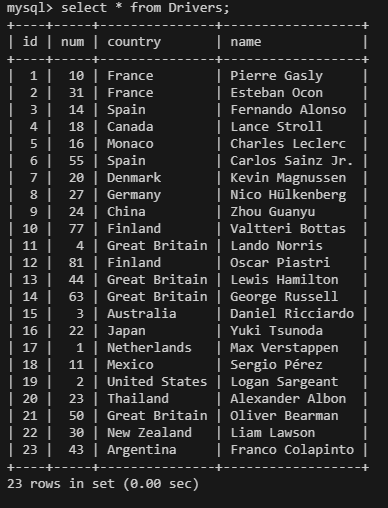 mysql> select * from Drivers;
+----+-----+---------------+------------------+
| id | num | country       | name             |
+----+-----+---------------+------------------+
|  1 |  10 | France        | Pierre Gasly     |
|  2 |  31 | France        | Esteban Ocon     |
|  3 |  14 | Spain         | Fernando Alonso  |
|  4 |  18 | Canada        | Lance Stroll     |
|  5 |  16 | Monaco        | Charles Leclerc  |
|  6 |  55 | Spain         | Carlos Sainz Jr. |
|  7 |  20 | Denmark       | Kevin Magnussen  |
|  8 |  27 | Germany       | Nico Hülkenberg  |
|  9 |  24 | China         | Zhou Guanyu      |
| 10 |  77 | Finland       | Valtteri Bottas  |
| 11 |   4 | Great Britain | Lando Norris     |
| 12 |  81 | Finland       | Oscar Piastri    |
| 13 |  44 | Great Britain | Lewis Hamilton   |
| 14 |  63 | Great Britain | George Russell   |
| 15 |   3 | Australia     | Daniel Ricciardo |
| 16 |  22 | Japan         | Yuki Tsunoda     |
| 17 |   1 | Netherlands   | Max Verstappen   |
| 18 |  11 | Mexico        | Sergio Pérez     |
| 19 |   2 | United States | Logan Sargeant   |
| 20 |  23 | Thailand      | Alexander Albon  |
| 21 |  50 | Great Britain | Oliver Bearman   |
| 22 |  30 | New Zealand   | Liam Lawson      |
| 23 |  43 | Argentina     | Franco Colapinto |
+----+-----+---------------+------------------+
23 rows in set (0.00 sec)